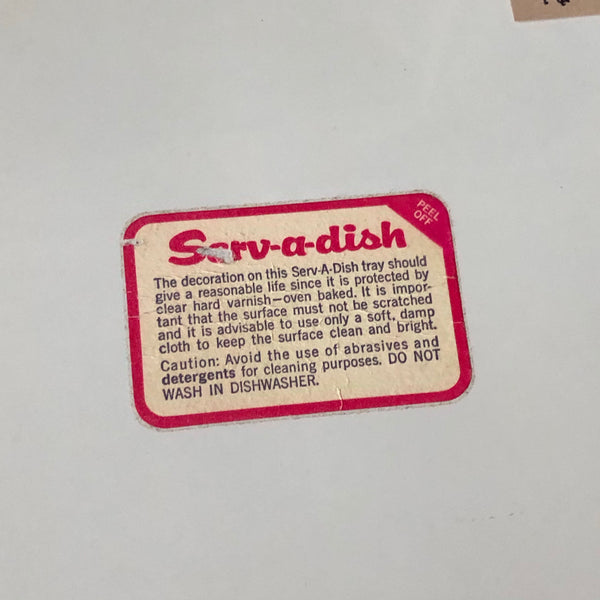 PEEL
OFF
Serv-a-dish
The decoration on this Serv-A-Dish tray should
give a reasonable life since it is protected by
clear hard varnish—oven baked. It is impor-
tant that the surface must not be scratched
and it is advisable to use only a soft, damp
cloth to keep the surface clean and bright.
Caution: Avoid the use of abrasives and
detergents for cleaning purposes. DO NOT
WASH IN DISHWASHER.